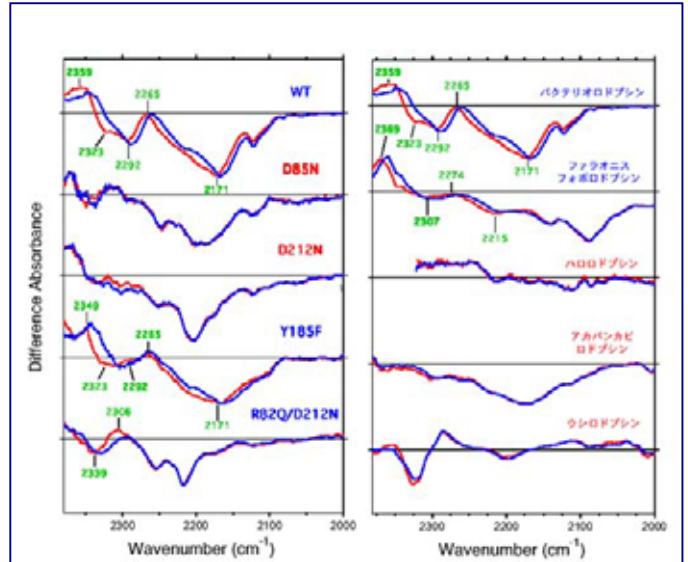 Difference Absorbance
2359
2265
WT
2323
2292
D85N
2171
D212N
2349
2265
Y185F
2323
2292
2306
2171
R82Q/D212N
2339
2300
2200
2100
2000
Wavenumber (cm⁻¹)
2359
2265
バクテリオロドプシン
2369
2323
2292
2171
2274
ファラオニス
フォボロドプシン
2307
2215
ハロロドプシン
アカパンカビ
ロドプシン
ウシロドプシン
2300
2200
2100
2000
Wavenumber (cm⁻¹)